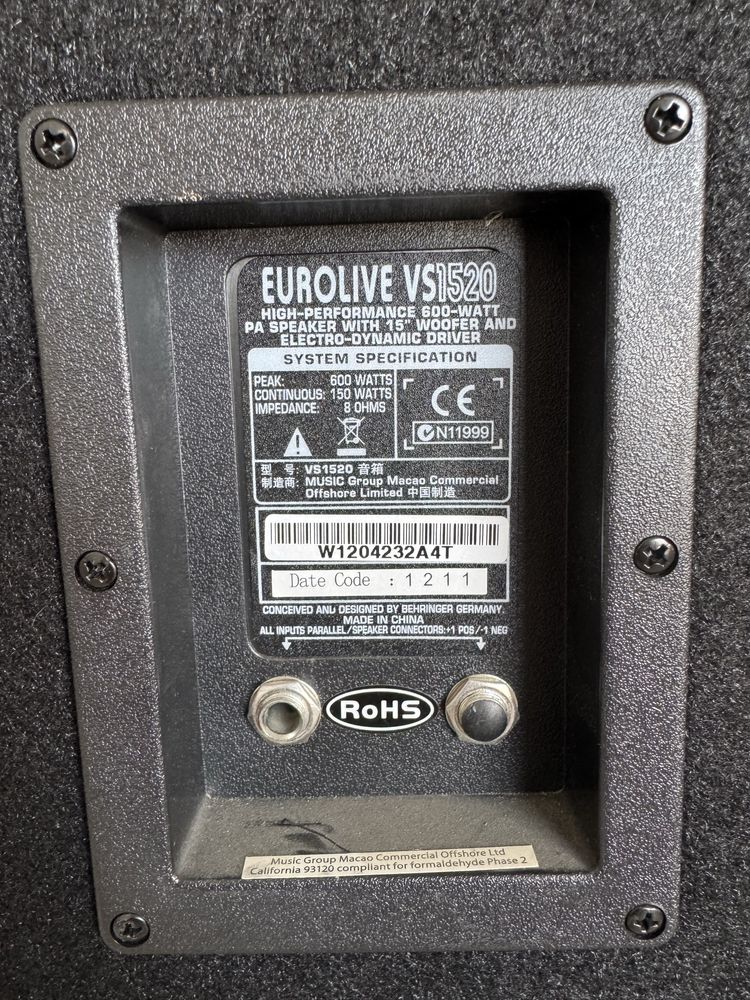 EUROLIVE VS1520
HIGH-PERFORMANCE 600-WATT
PA SPEAKER WITH 15" WOOFER AND
ELECTRO-DYNAMIC DRIVER
SYSTEM SPECIFICATION
PEAK: 600 WATTS
CONTINUOUS: 150 WATTS
IMPEDANCE: 8 OHMS
CE
N11999
型 号: VS1520 音箱
制造商: MUSIC Group Macao Commercial
Offshore Limited 中国制造
W1204232A4T
Date Code : 1211
CONCEIVED AND DESIGNED BY BEHRINGER GERMANY.
MADE IN CHINA
ALL INPUTS PARALLEL/SPEAKER CONNECTORS:+1 POS/-1 NEG
RoHS
Music Group Macao Commercial Offshore Ltd
California 93120 compliant for formaldehyde Phase 2